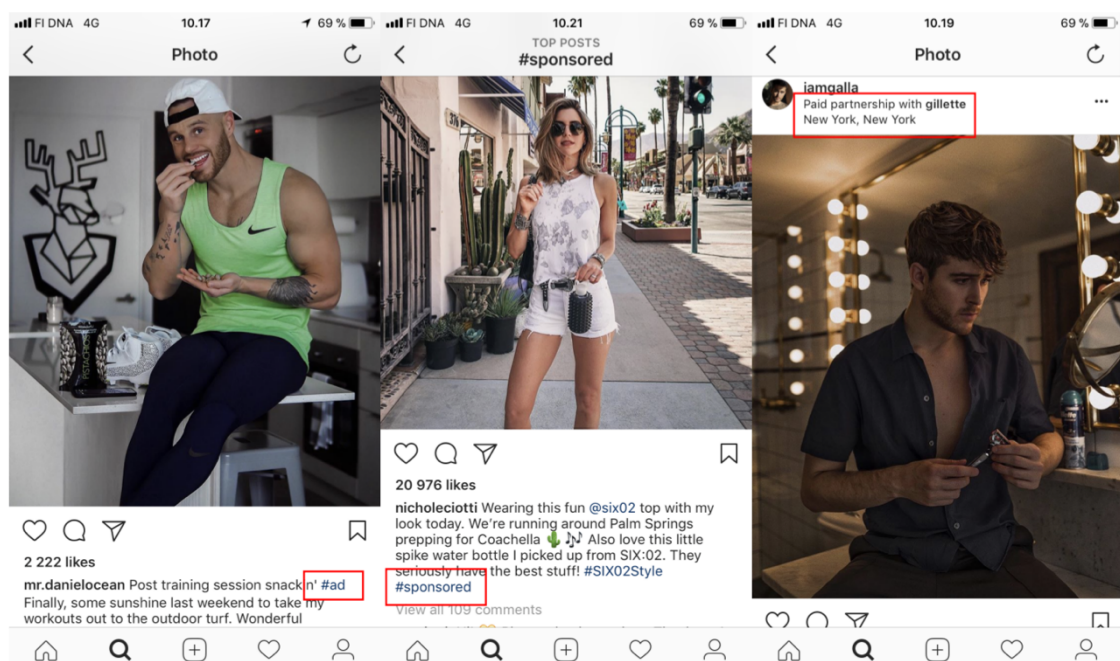 FI DNA 4G 10.17 69 %
Photo
PISTACHIOS
2 222 likes
mr.danielocean Post training session snackin' #ad
Finally, some sunshine last weekend to take my
workouts out to the outdoor turf. Wonderful
FI DNA 4G 10.21 69 %
TOP POSTS
#sponsored
376
20 976 likes
nicholeciotti Wearing this fun @six02 top with my
look today. We're running around Palm Springs
prepping for Coachella 🌵 🎶 Also love this little
spike water bottle I picked up from SIX:02. They
seriously have the best stuff! #SIX02Style
#sponsored
View all 109 comments
FI DNA 4G 10.19 69 %
Photo
iamgalla
Paid partnership with gillette
New York, New York